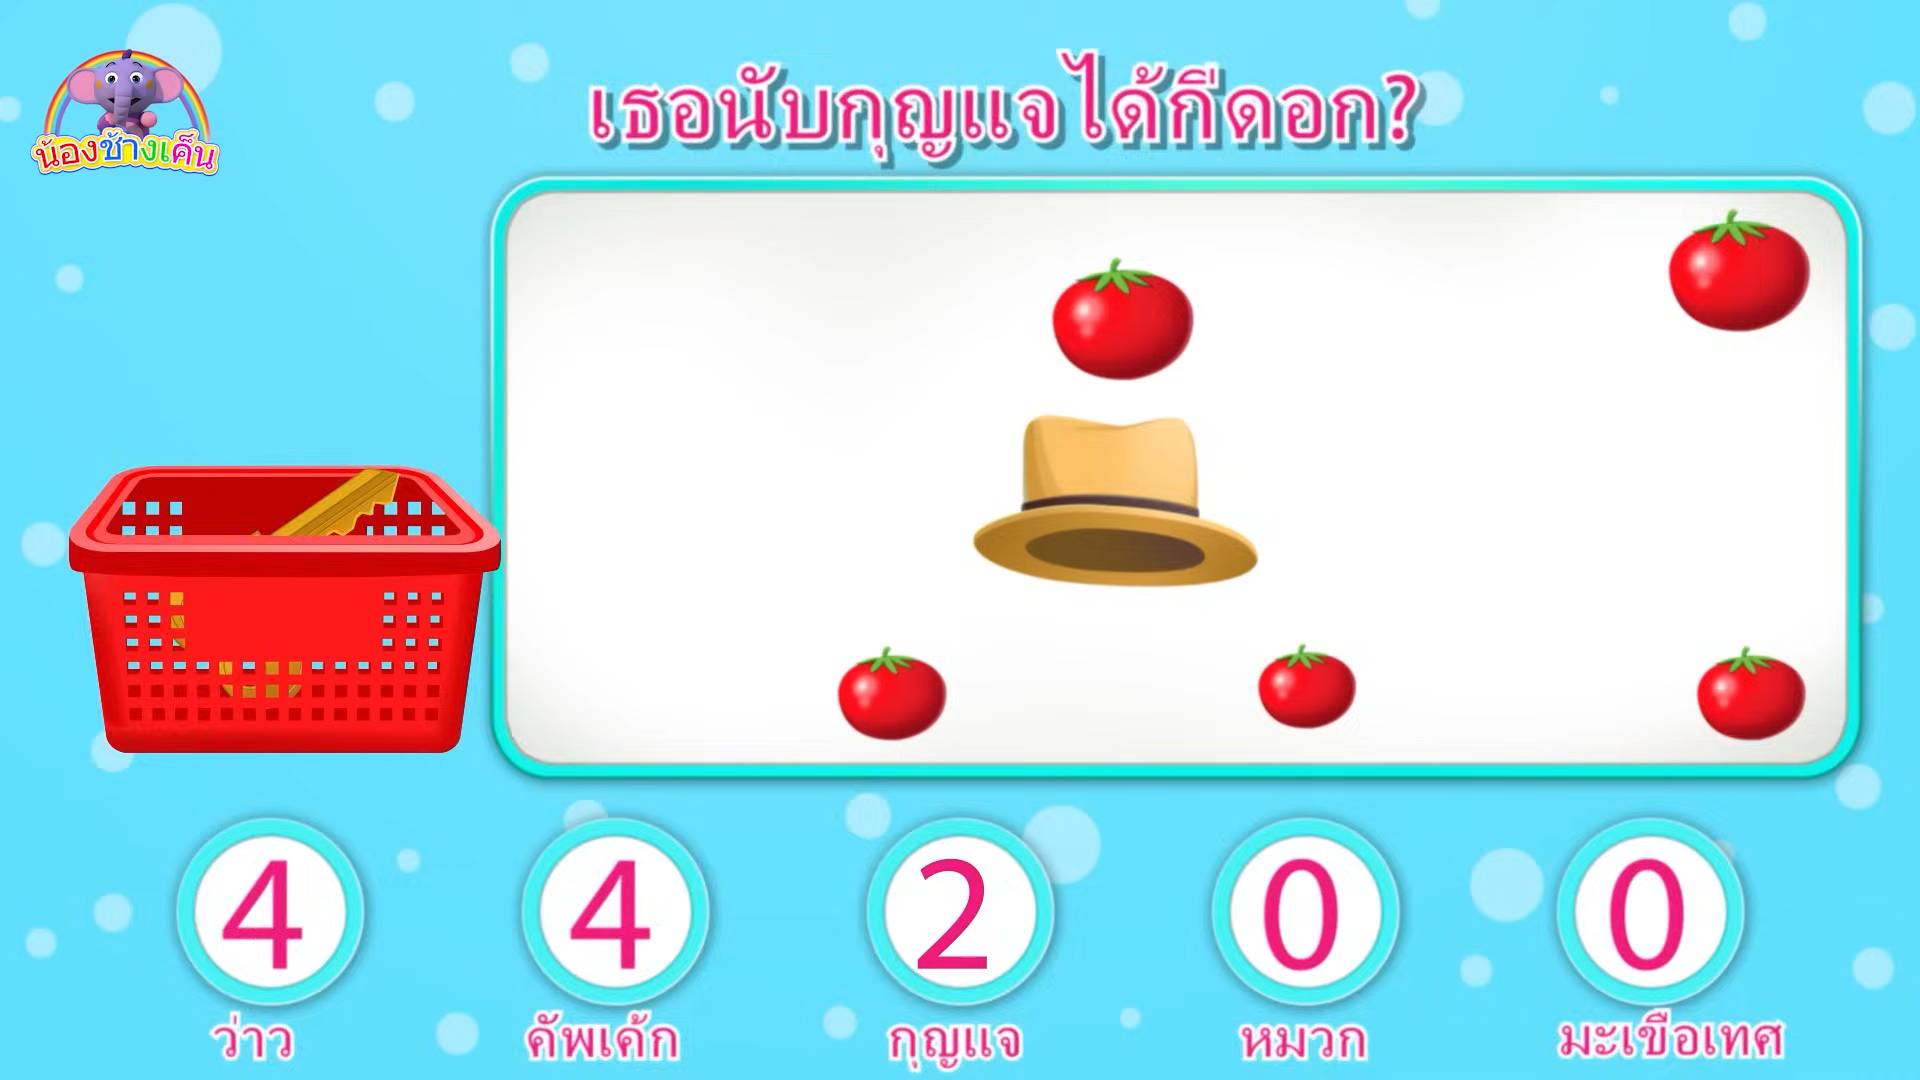 น้องช้างเค็น
เธอนับกุญแจได้กี่ดอก?
4 4 2 0 0
ว่าว คัพเค้ก กุญแจ หมวก มะเขือเทศ